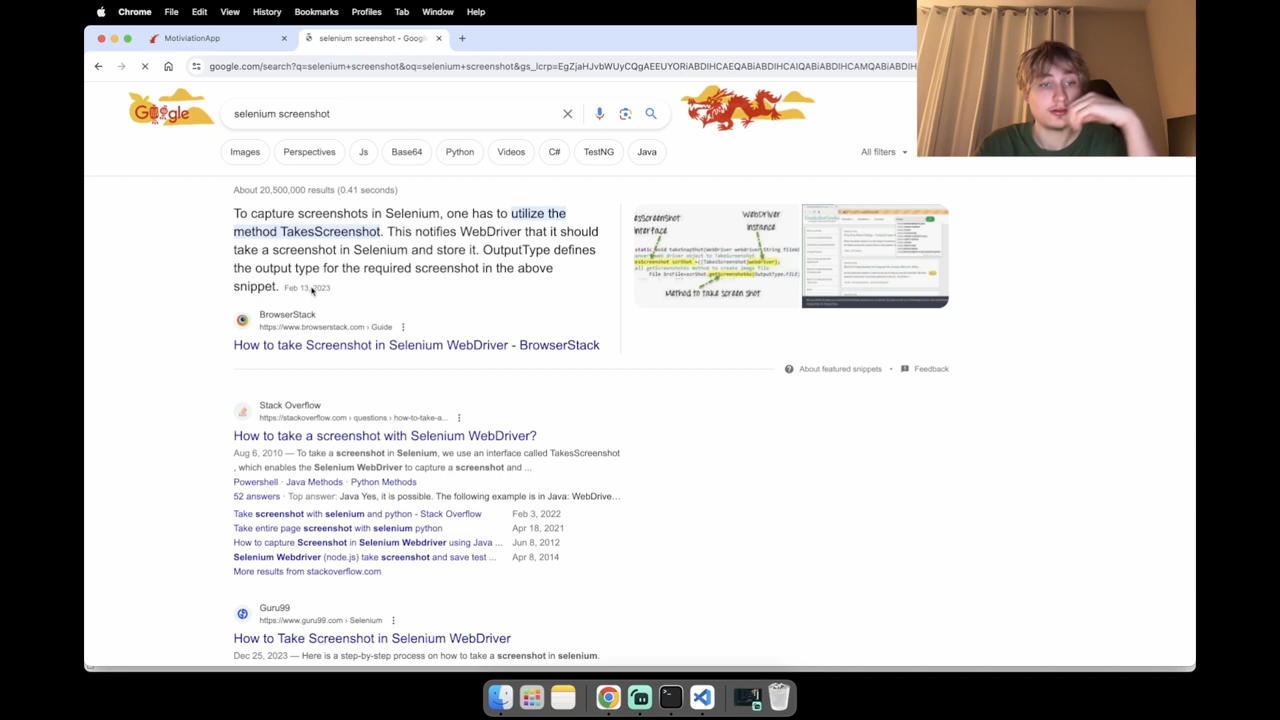 Chrome File Edit View History Bookmarks Profiles Tab Window Help
MotivationApp
selenium screenshot - Goog
google.com/search?q=selenium+screenshot&oq=selenium+screenshot&gs_lcrp=EgZjaHJvbWUyCQgAEEUYORiABDIHCAEQABiABDIHCAIQABiABDIHCAMQABiABDIHCA
Google
selenium screenshot
Images Perspectives Js Base64 Python Videos C# TestNG Java
All filters
About 20,500,000 results (0.41 seconds)
To capture screenshots in Selenium, one has to utilize the
method TakesScreenshot. This notifies WebDriver that it should
take a screenshot in Selenium and store it. OutputType defines
the output type for the required screenshot in the above
snippet. Feb 13, 2023
WebDriver
Instance
Method to take screen shot
BrowserStack
https://www.browserstack.com › Guide
How to take Screenshot in Selenium WebDriver - BrowserStack
About featured snippets • Feedback
Stack Overflow
https://stackoverflow.com › questions › how-to-take-a...
How to take a screenshot with Selenium WebDriver?
Aug 6, 2010 — To take a screenshot in Selenium, we use an interface called TakesScreenshot
, which enables the Selenium WebDriver to capture a screenshot and ...
Powershell · Java Methods · Python Methods
52 answers · Top answer: Java Yes, it is possible. The following example is in Java: WebDrive...
Take screenshot with selenium and python - Stack Overflow Feb 3, 2022
Take entire page screenshot with selenium python Apr 18, 2021
How to capture Screenshot in Selenium Webdriver using Java ... Jun 8, 2012
Selenium Webdriver (node.js) take screenshot and save test ... Apr 8, 2014
More results from stackoverflow.com
Guru99
https://www.guru99.com › Selenium
How to Take Screenshot in Selenium WebDriver
Dec 25, 2023 — Here is a step-by-step process on how to take a screenshot in selenium.